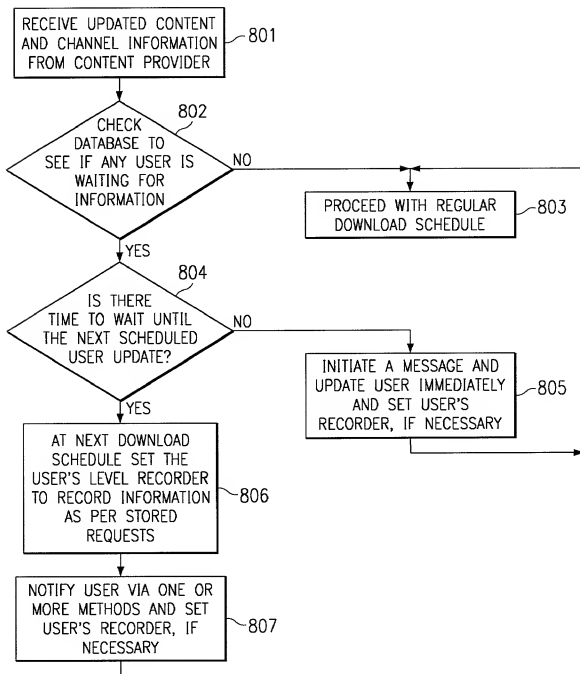 RECEIVE UPDATED CONTENT
AND CHANNEL INFORMATION
FROM CONTENT PROVIDER
801
802
CHECK
DATABASE TO
SEE IF ANY USER IS
WAITING FOR
INFORMATION
NO
PROCEED WITH REGULAR
DOWNLOAD SCHEDULE
803
YES
804
IS THERE
TIME TO WAIT UNTIL
THE NEXT SCHEDULED
USER UPDATE?
NO
INITIATE A MESSAGE AND
UPDATE USER IMMEDIATELY
AND SET USER'S
RECORDER, IF NECESSARY
805
YES
AT NEXT DOWNLOAD
SCHEDULE SET THE
USER'S LEVEL RECORDER
TO RECORD INFORMATION
AS PER STORED
REQUESTS
806
NOTIFY USER VIA ONE OR
MORE METHODS AND SET
USER'S RECORDER, IF
NECESSARY
807